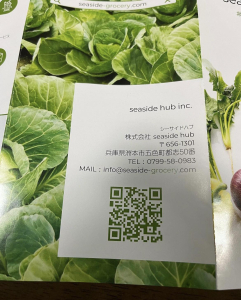 seaside-grocery.com
seaside hub inc.
シーサイドハブ
株式会社 seaside hub
〒656-1301
兵庫県洲本市五色町都志50番
TEL : 0799-58-0983
MAIL : info@seaside-grocery.com